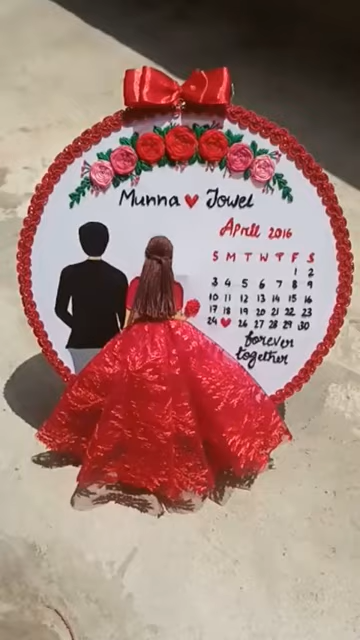 Munna ❤ Jowel
April 2016
S M T W T F S
1 2
3 4 5 6 7 8 9
10 11 12 13 14 15 16
17 18 19 20 21 22 23
24 ❤ 26 27 28 29 30
forever
together